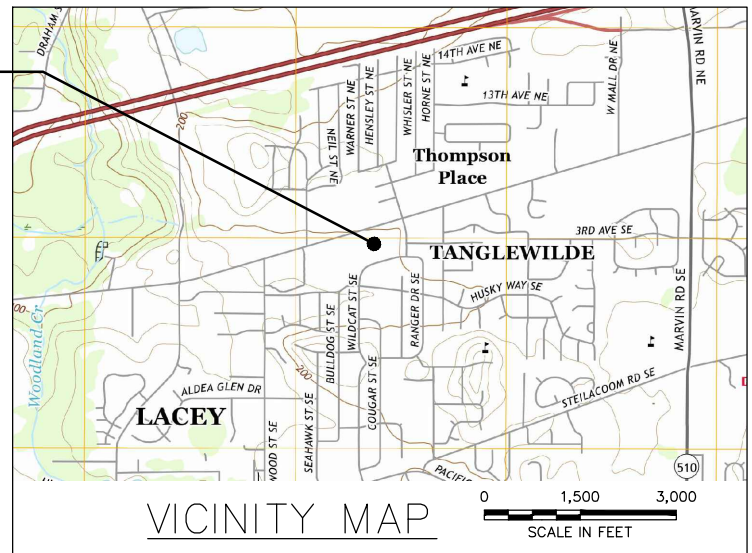 DRAHAM S
14TH AVE NE
MARVIN RD NE
W MALL DR NE
13TH AVE NE
WHISLER ST NE
HORNE ST NE
WARNER ST NE
HENSLEY ST NE
NEIL ST NE
200
Thompson
Place
3RD AVE SE
TANGLEWILDE
HUSKY WAY SE
MARVIN RD SE
RANGER DR SE
WILDCAT ST SE
BULLDOG ST SE
COUGAR ST SE
200
Woodland Cr
00
ALDEA GLEN DR
STEILACOOM RD SE
LACEY
WOOD ST SE
SEAHAWK ST SE
PACIFIC
510
VICINITY MAP
0 1,500 3,000
SCALE IN FEET